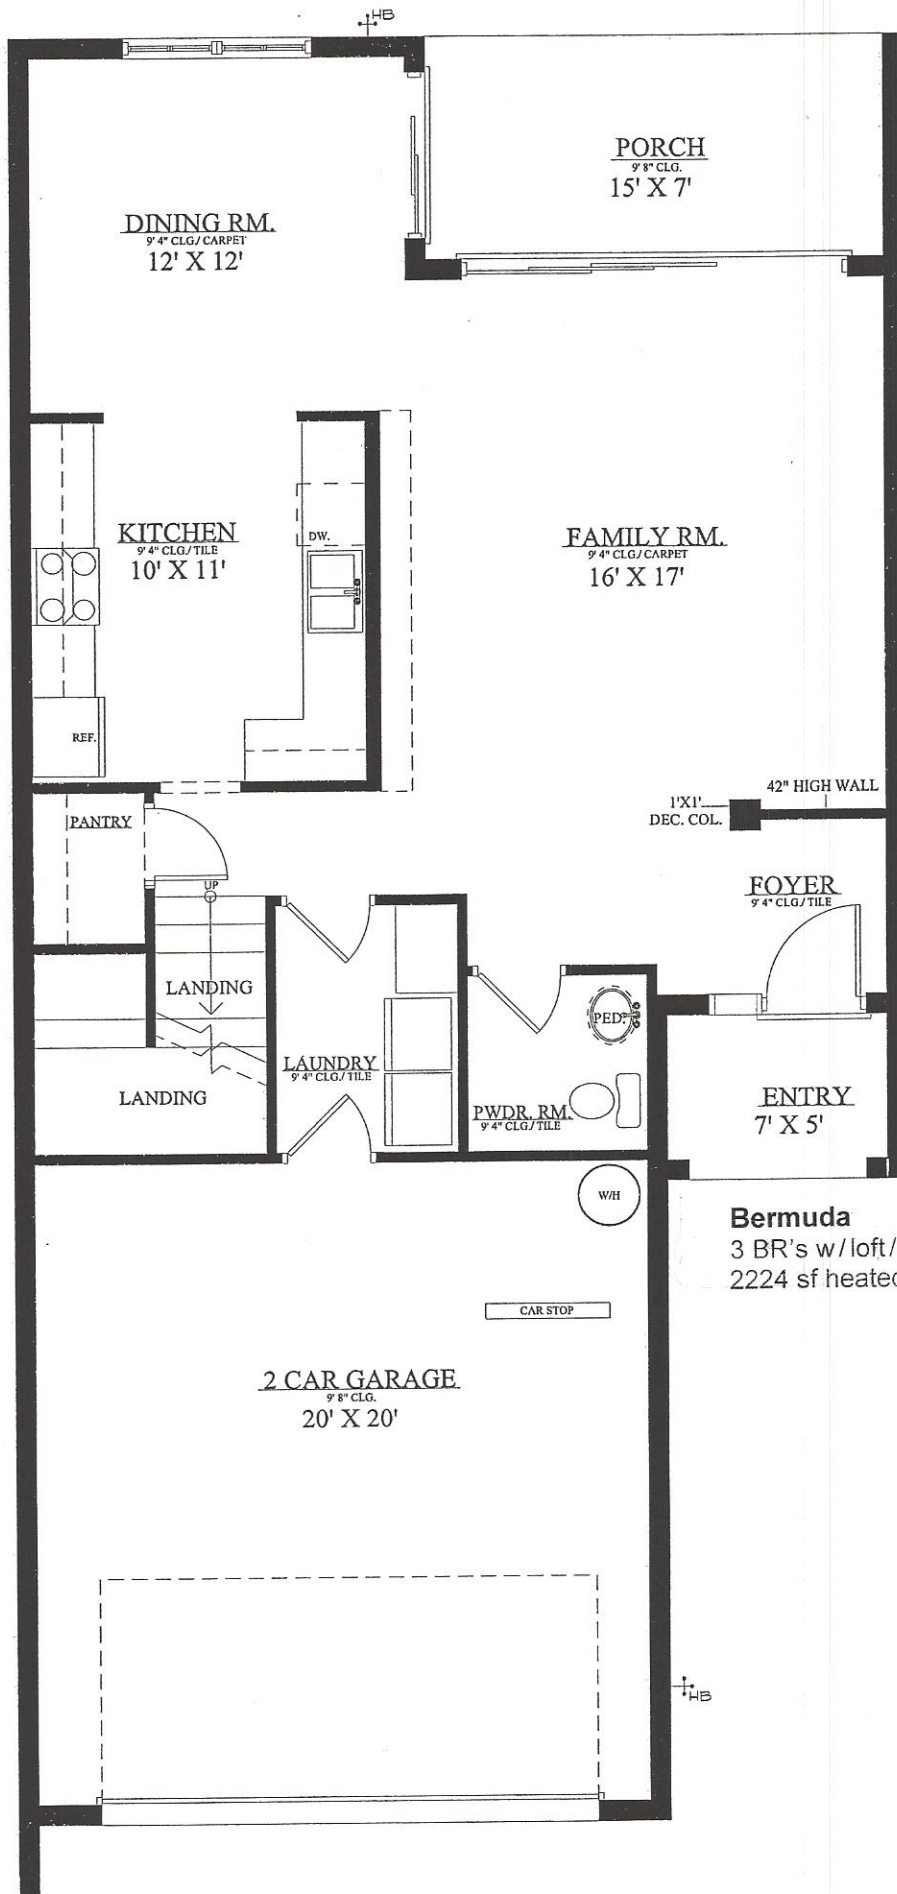 HB
PORCH
9' 8" CLG.
15' X 7'
DINING RM.
9' 4" CLG./ CARPET
12' X 12'
KITCHEN
9' 4" CLG./ TILE
10' X 11'
DW.
FAMILY RM.
9' 4" CLG./ CARPET
16' X 17'
REF.
42" HIGH WALL
1'X1'
DEC. COL.
PANTRY
UP
FOYER
9' 4" CLG./ TILE
LANDING
PED.
LAUNDRY
9' 4" CLG./ TILE
LANDING
PWDR. RM.
9' 4" CLG./ TILE
ENTRY
7' X 5'
W/H
Bermuda
3 BR's w/loft/
2224 sf heated
CAR STOP
2 CAR GARAGE
9' 8" CLG.
20' X 20'
HB